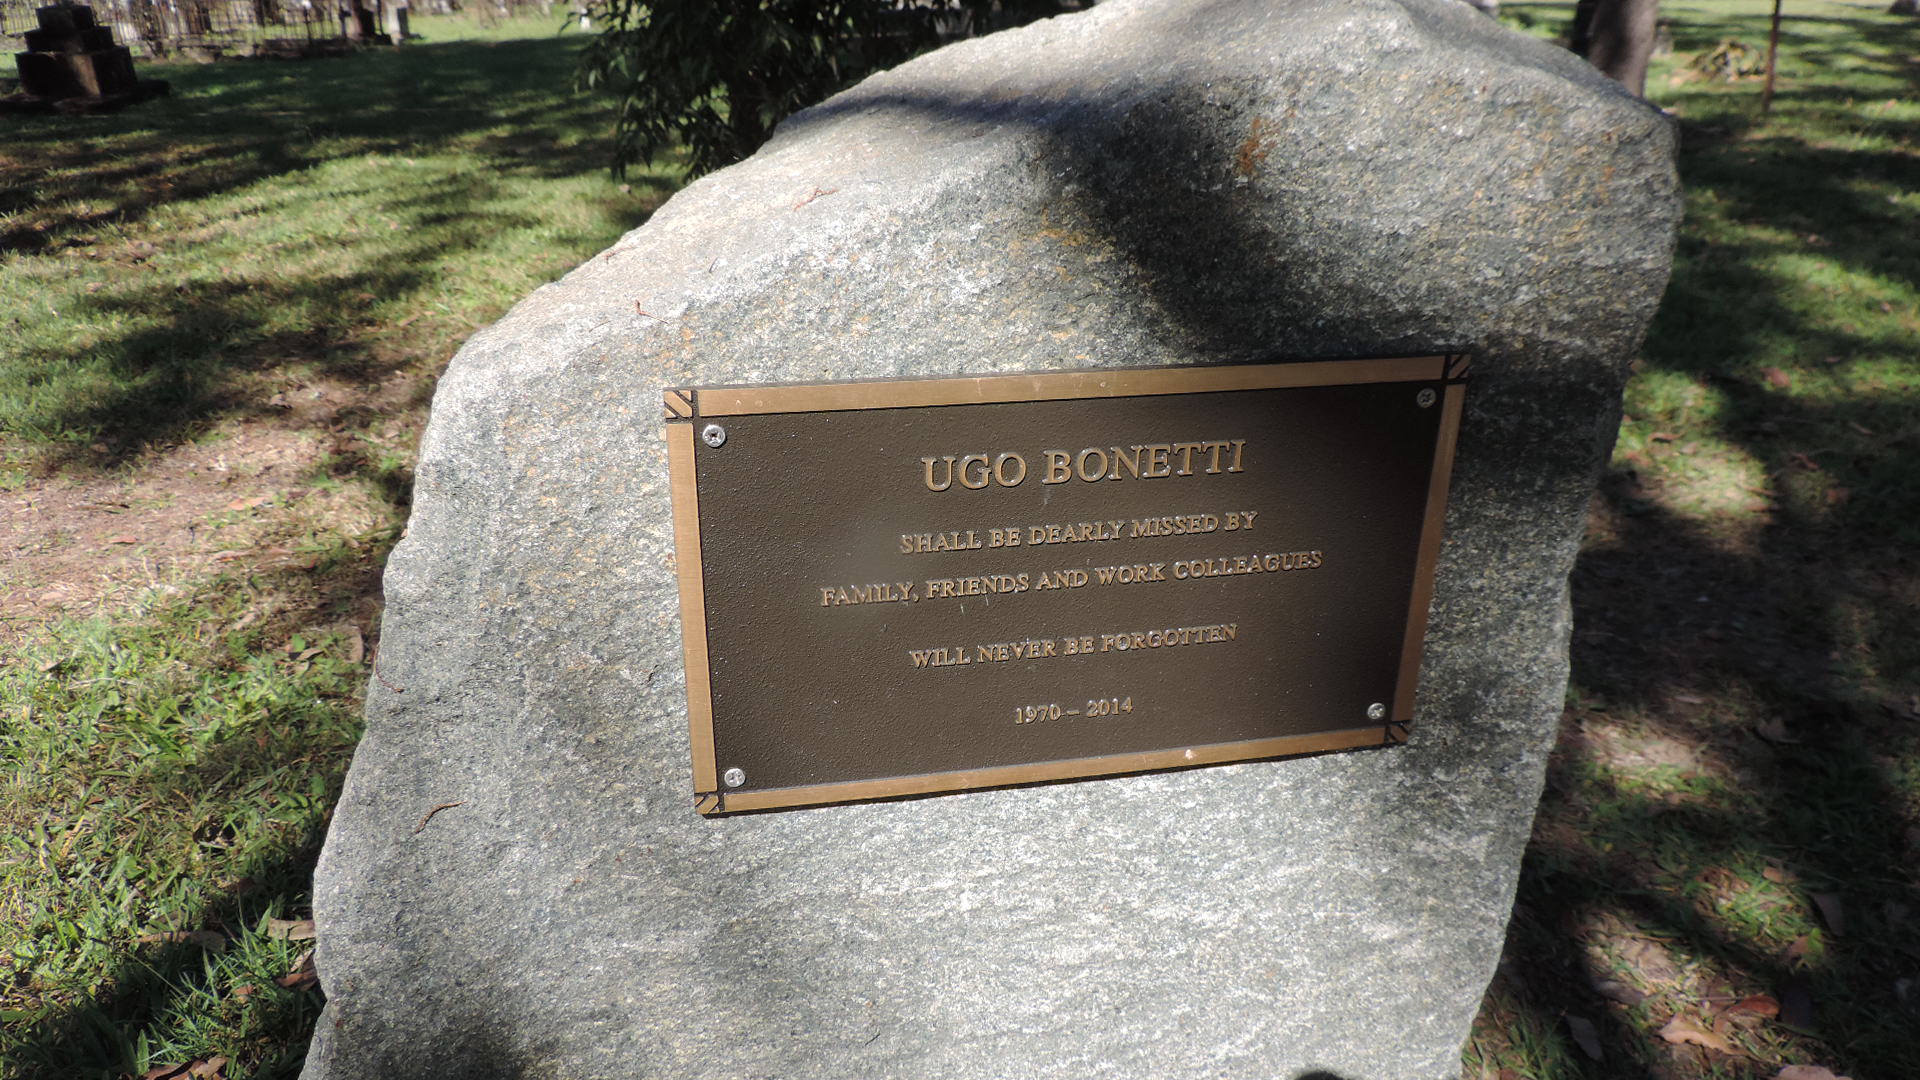 UGO BONETTI
SHALL BE DEARLY MISSED BY
FAMILY, FRIENDS AND WORK COLLEAGUES
WILL NEVER BE FORGOTTEN
1970 – 2014